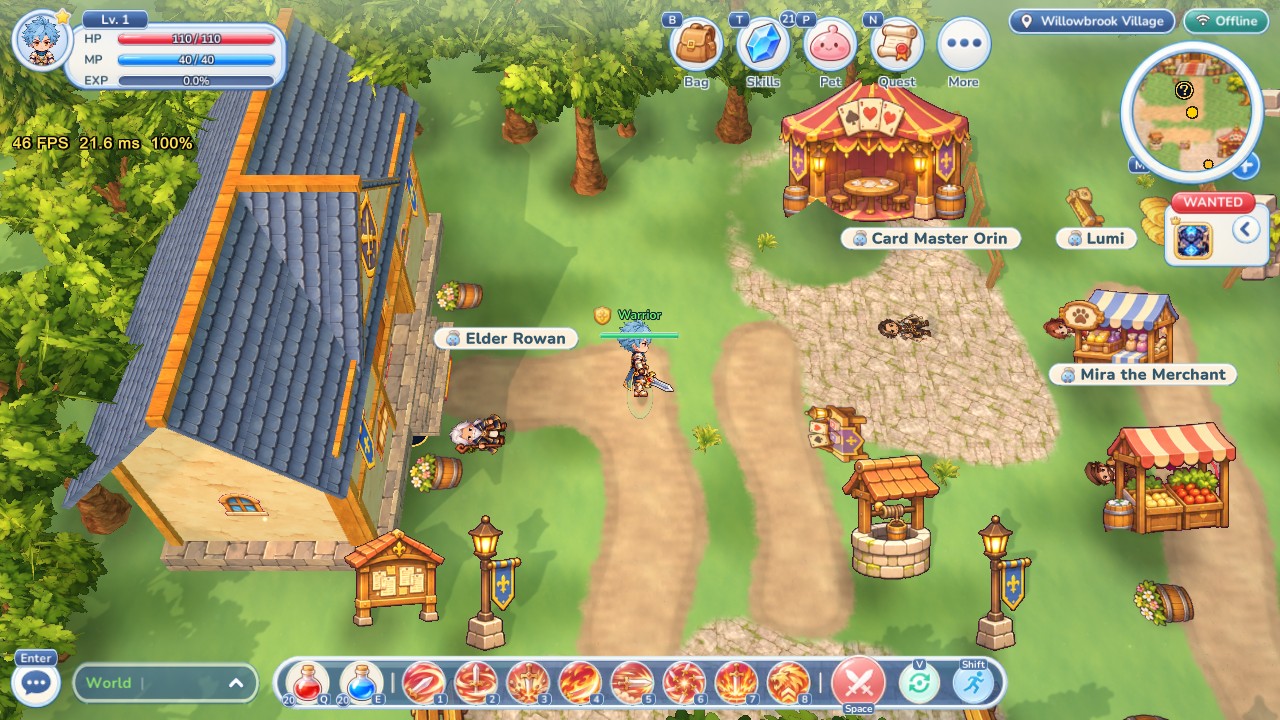 Lv. 1
HP 110 / 110
MP 40 / 40
EXP 0.0%
46 FPS 21.6 ms 100%
B
T
21
P
N
Bag
Skills
Pet
Quest
More
Willowbrook Village
Offline
?
M
WANTED
Card Master Orin
Lumi
Warrior
Elder Rowan
Mira the Merchant
Enter
World
20 Q
20 E
1
2
3
4
5
6
7
8
Space
V
Shift